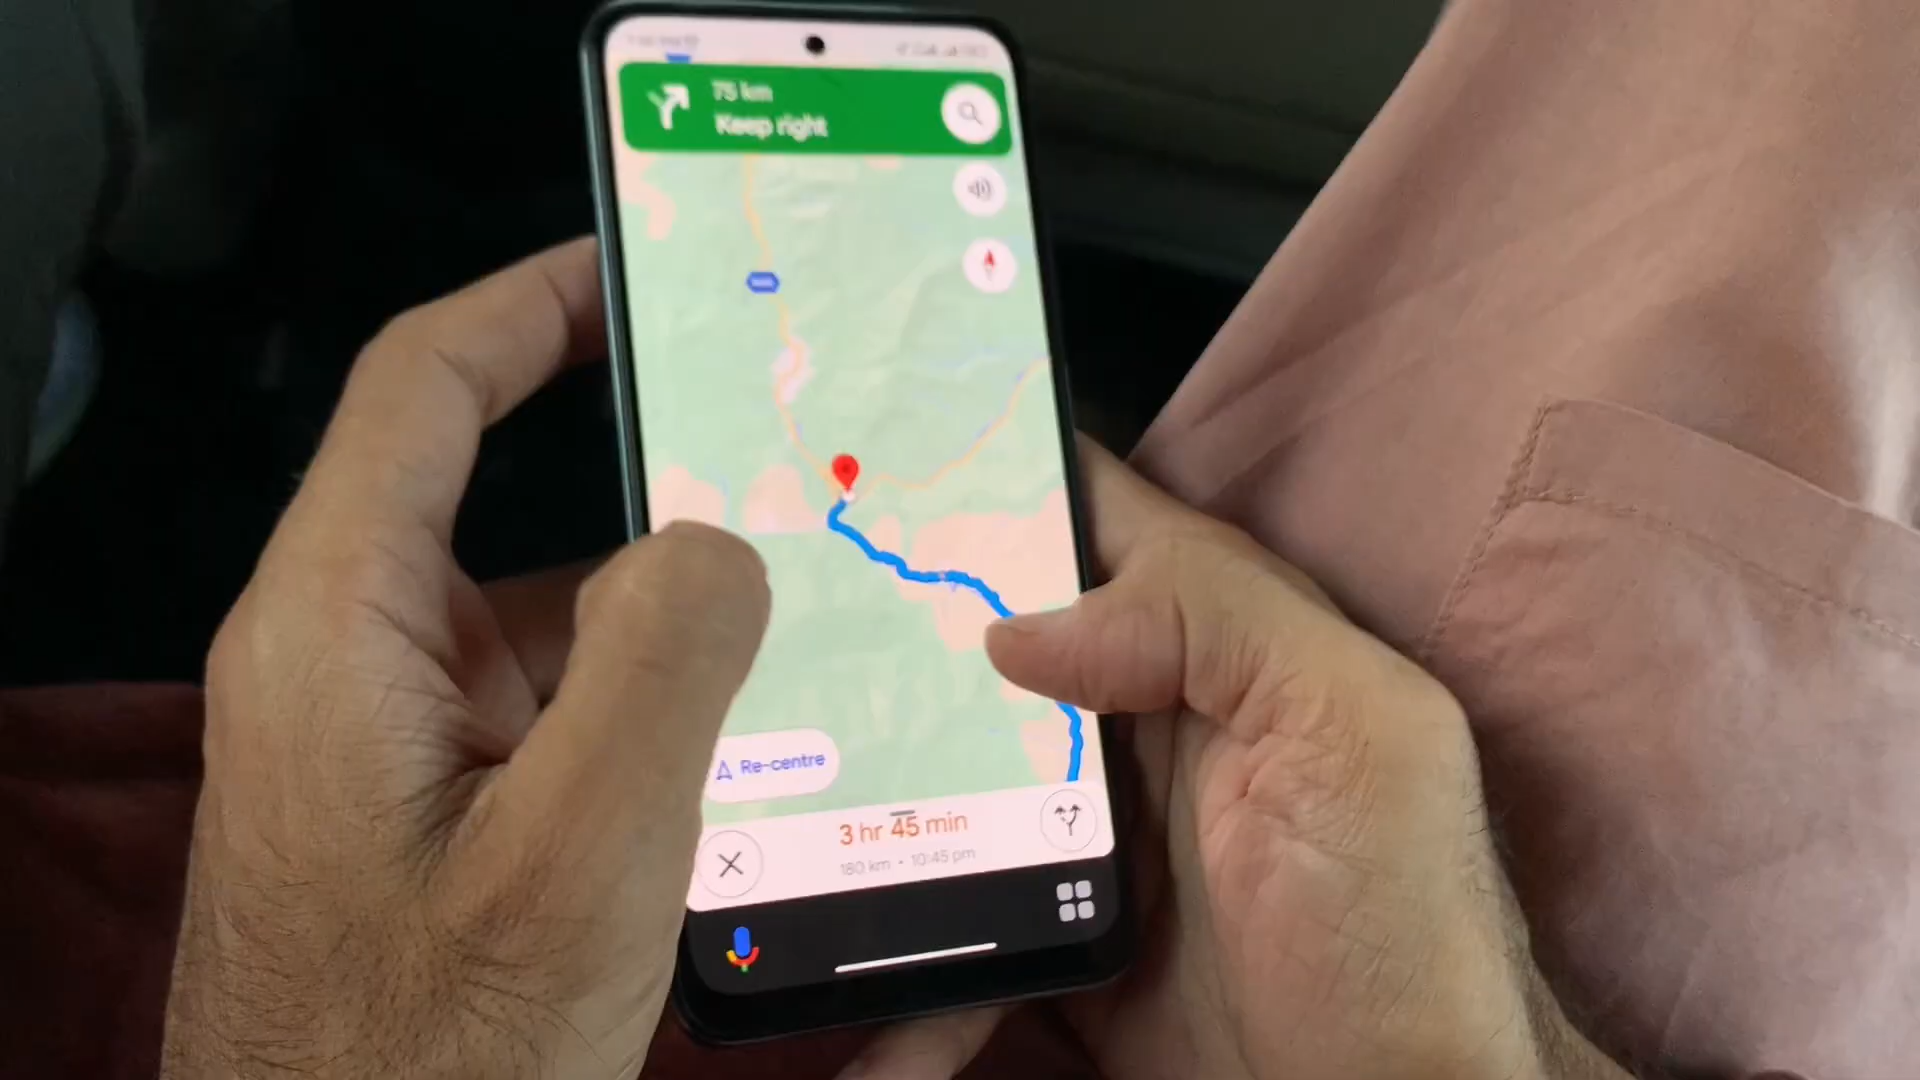 75 km
Keep right
Re-centre
3 hr 45 min
180 km • 10:45 pm